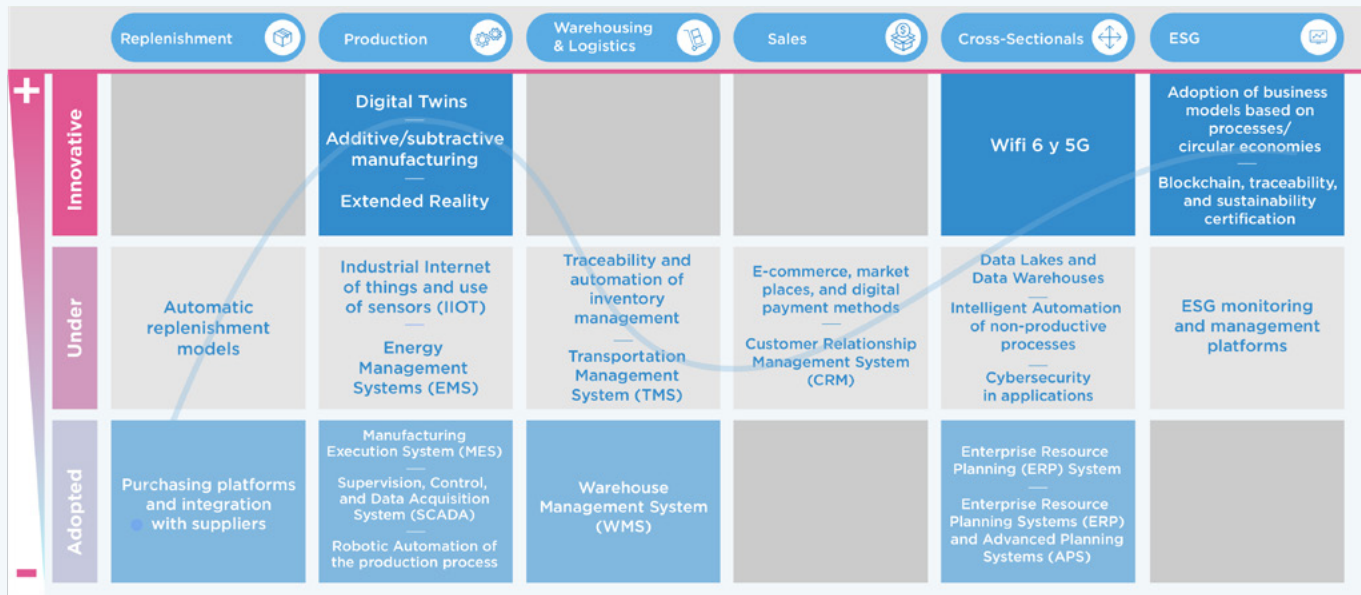 Replenishment
Production
Warehousing
& Logistics
Sales
Cross-Sectionals
ESG
+
Innovative
Digital Twins
Additive/subtractive
manufacturing
Extended Reality
Wifi 6 y 5G
Adoption of business
models based on
processes/
circular economies
Blockchain, traceability,
and sustainability
certification
Under
Automatic
replenishment
models
Industrial Internet
of things and use
of sensors (IIOT)
Energy
Management
Systems (EMS)
Traceability and
automation of
inventory
management
Transportation
Management
System (TMS)
E-commerce, market
places, and digital
payment methods
Customer Relationship
Management System
(CRM)
Data Lakes and
Data Warehouses
Intelligent Automation
of non-productive
processes
Cybersecurity
in applications
ESG monitoring
and management
platforms
Adopted
Purchasing platforms
and integration
with suppliers
Manufacturing
Execution System (MES)
Supervision, Control,
and Data Acquisition
System (SCADA)
Robotic Automation of
the production process
Warehouse
Management System
(WMS)
Enterprise Resource
Planning (ERP) System
Enterprise Resource
Planning Systems (ERP)
and Advanced Planning
Systems (APS)
-